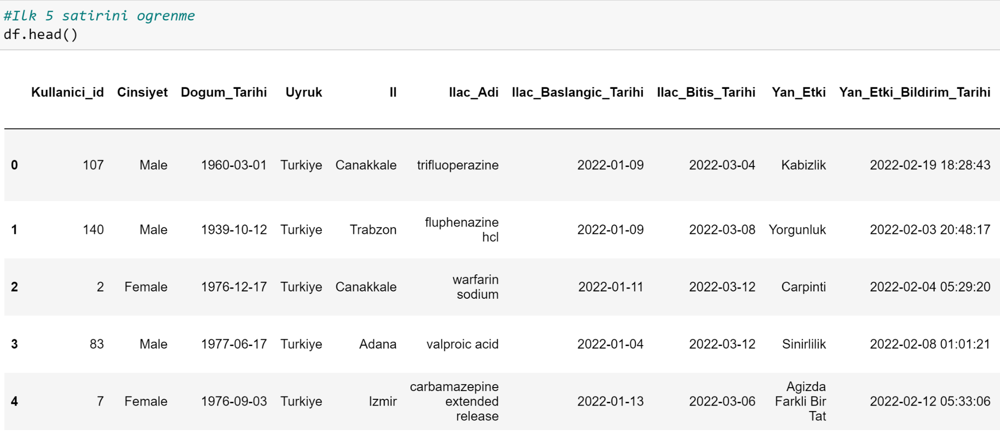 #Ilk 5 satirini ogrenme
df.head()
Kullanici_id Cinsiyet Dogum_Tarihi Uyruk Il Ilac_Adi Ilac_Baslangic_Tarihi Ilac_Bitis_Tarihi Yan_Etki Yan_Etki_Bildirim_Tarihi
0 107 Male 1960-03-01 Turkiye Canakkale trifluoperazine 2022-01-09 2022-03-04 Kabizlik 2022-02-19 18:28:43
fluphenazine
1 140 Male 1939-10-12 Turkiye Trabzon 2022-01-09 2022-03-08 Yorgunluk 2022-02-03 20:48:17
hcl
warfarin
2 2 Female 1976-12-17 Turkiye Canakkale 2022-01-11 2022-03-12 Carpinti 2022-02-04 05:29:20
sodium
3 83 Male 1977-06-17 Turkiye Adana valproic acid 2022-01-04 2022-03-12 Sinirlilik 2022-02-08 01:01:21
carbamazepine Agizda
4 7 Female 1976-09-03 Turkiye Izmir extended 2022-01-13 2022-03-06 Farkli Bir 2022-02-12 05:33:06
release Tat